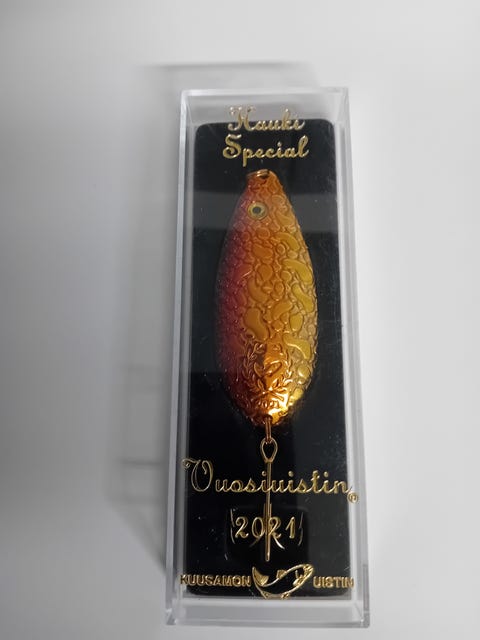 Hauki
Special
Vuosiuistin®
(2021)
KUUSAMON UISTIN